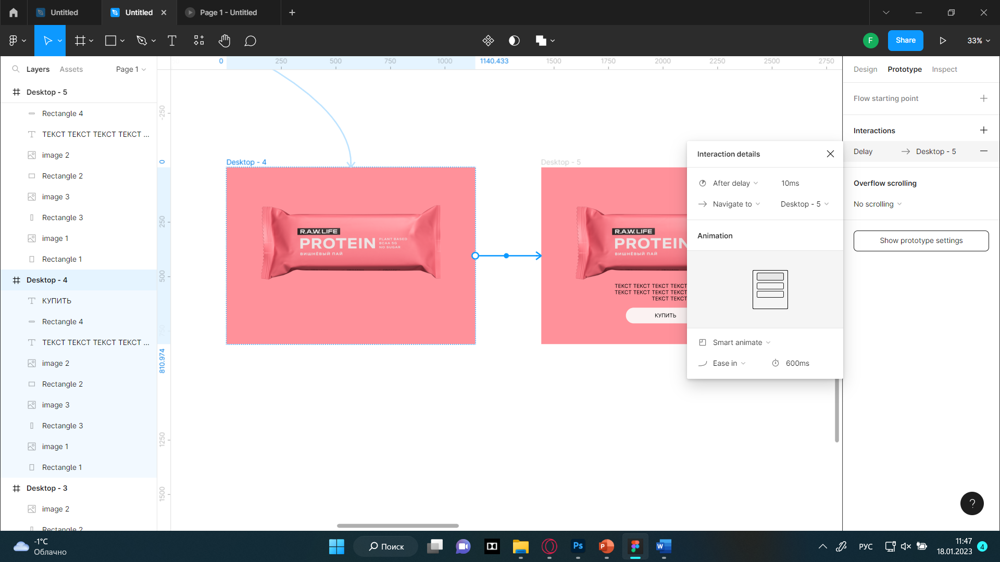 Untitled
Untitled
Page 1 - Untitled
F
Share
33%
Layers
Assets
Page 1
0
250
500
750
1000
1140.433
1500
1750
2000
2250
2500
2750
Design
Prototype
Inspect
Desktop - 5
Rectangle 4
ТЕКСТ ТЕКСТ ТЕКСТ ТЕКСТ ...
image 2
Rectangle 2
image 3
Rectangle 3
image 1
Rectangle 1
Desktop - 4
КУПИТЬ
Rectangle 4
ТЕКСТ ТЕКСТ ТЕКСТ ТЕКСТ ...
image 2
Rectangle 2
image 3
Rectangle 3
image 1
Rectangle 1
Desktop - 3
image 2
Rectangle 2
-250
0
250
500
750
810.974
1250
1500
Desktop - 4
R.A.W. LIFE
PROTEIN
PLANT BASED
BCAA 5G
NO SUGAR
ВИШНЁВЫЙ ПАЙ
Desktop - 5
R.A.W. LIFE
PROTEIN
ВИШНЁВЫЙ ПАЙ
ТЕКСТ ТЕКСТ ТЕКСТ ТЕКСТ
ТЕКСТ ТЕКСТ ТЕКСТ ТЕКСТ
ТЕКСТ ТЕКСТ
КУПИТЬ
Interaction details
After delay
10ms
Navigate to
Desktop - 5
Animation
Smart animate
Ease in
600ms
Flow starting point
Interactions
Delay
Desktop - 5
Overflow scrolling
No scrolling
Show prototype settings
?
-1°C
Облачно
Поиск
Ps
P
W
РУС
11:47
18.01.2023
4